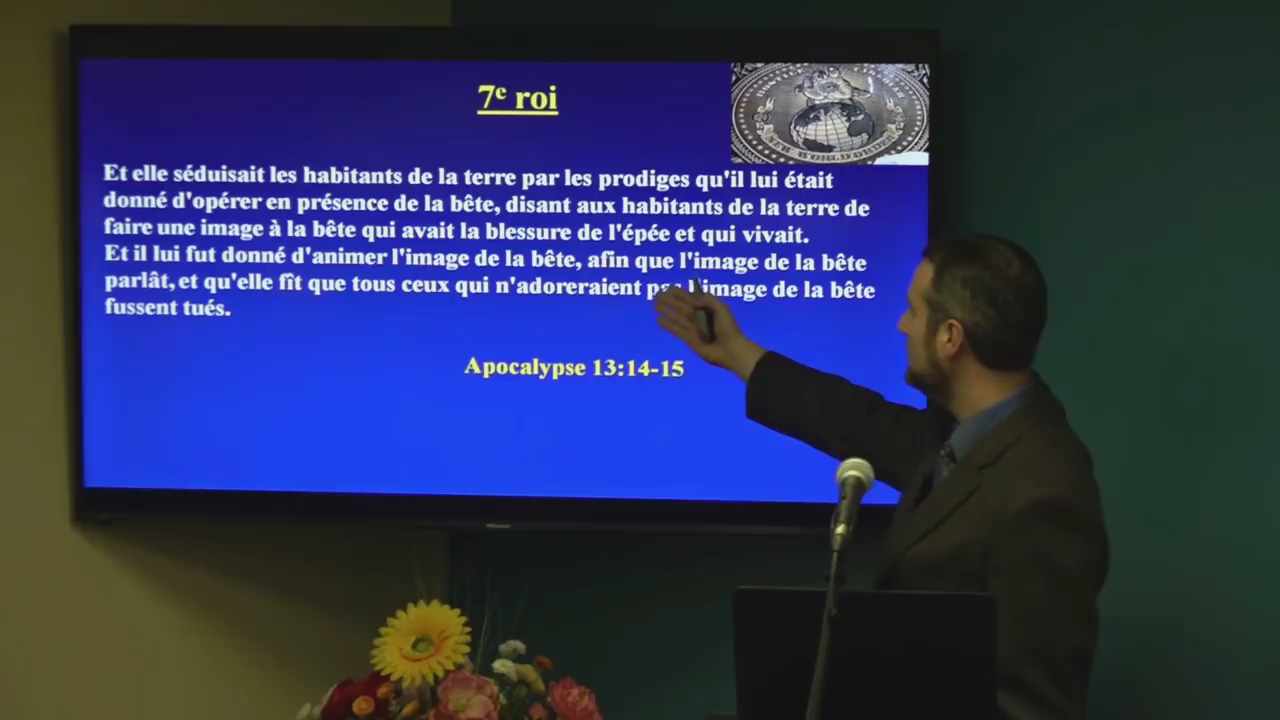 7e roi
Et elle séduisait les habitants de la terre par les prodiges qu'il lui était
donné d'opérer en présence de la bête, disant aux habitants de la terre de
faire une image à la bête qui avait la blessure de l'épée et qui vivait.
Et il lui fut donné d'animer l'image de la bête, afin que l'image de la bête
parlât, et qu'elle fît que tous ceux qui n'adoreraient pas l'image de la bête
fussent tués.
Apocalypse 13:14-15